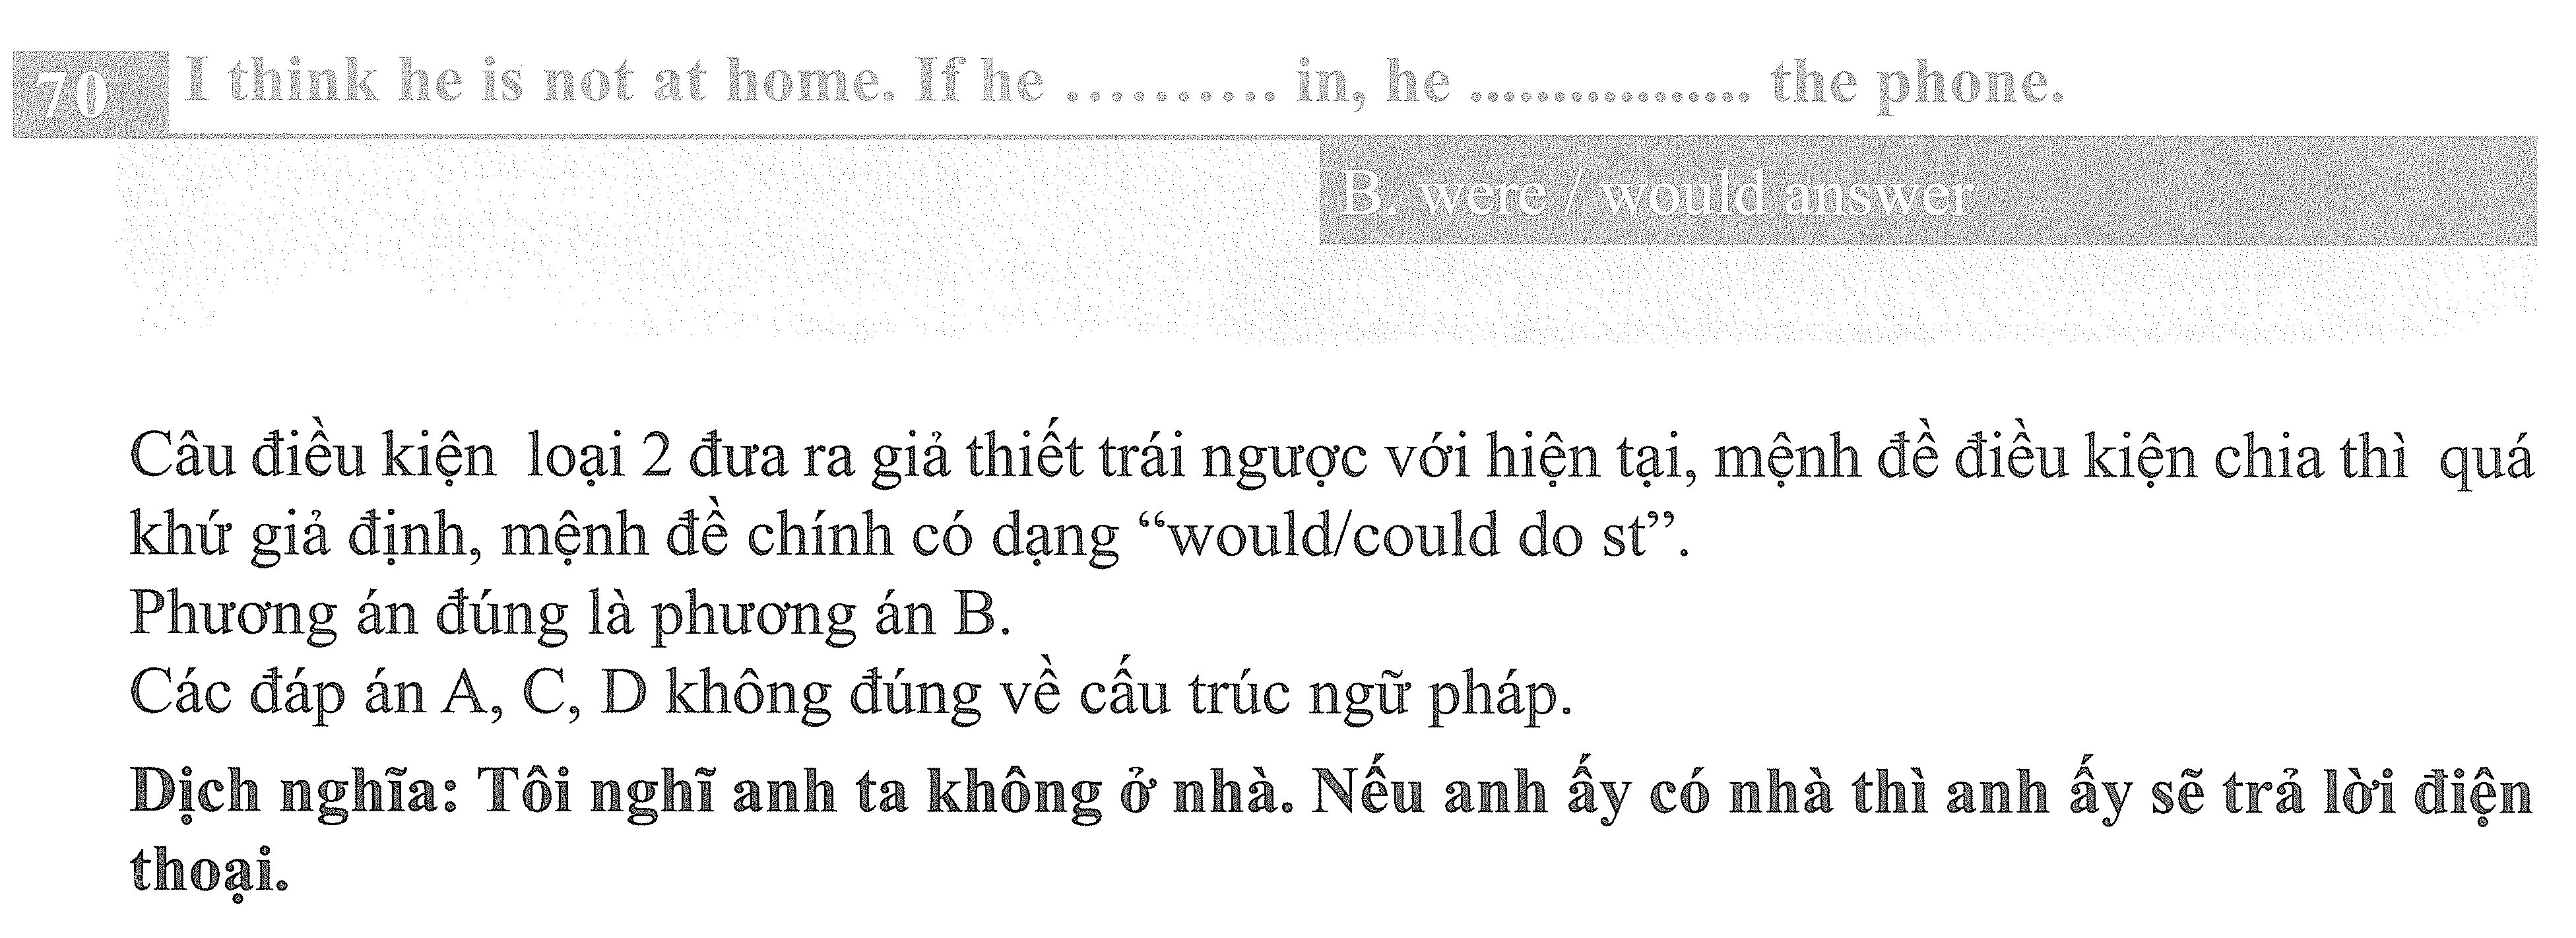 70 I think he is not at home. If he .......... in, he ................ the phone.
B. were / would answer
Câu điều kiện loại 2 đưa ra giả thiết trái ngược với hiện tại, mệnh đề điều kiện chia thì quá
khứ giả định, mệnh đề chính có dạng “would/could do st”.
Phương án đúng là phương án B.
Các đáp án A, C, D không đúng về cấu trúc ngữ pháp.
Dịch nghĩa: Tôi nghĩ anh ta không ở nhà. Nếu anh ấy có nhà thì anh ấy sẽ trả lời điện
thoại.